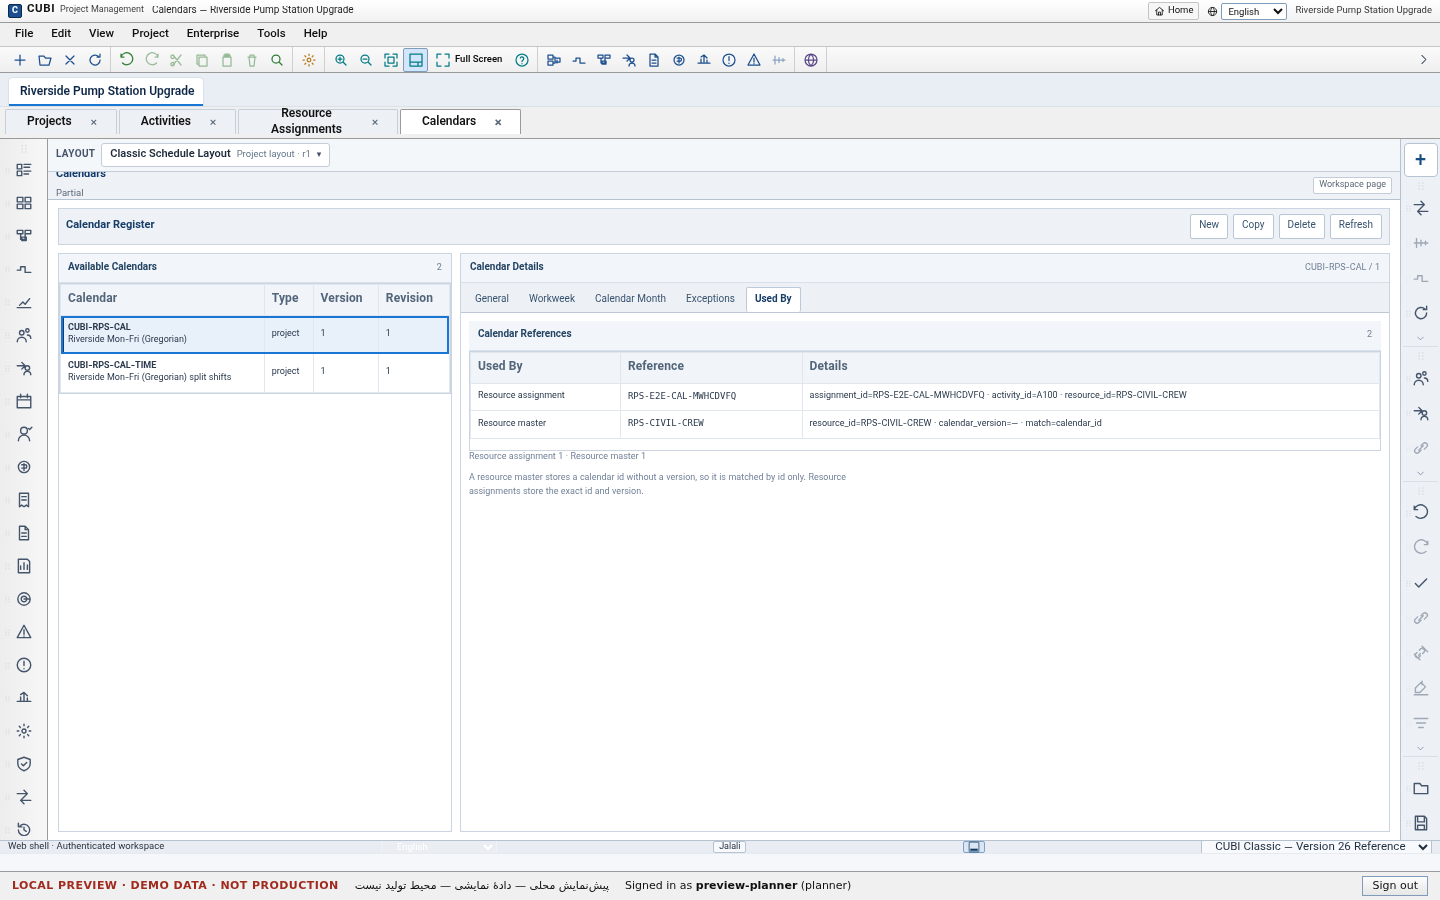 C CUBI Project Management Calendars — Riverside Pump Station Upgrade Home English Riverside Pump Station Upgrade
File Edit View Project Enterprise Tools Help
Full Screen
Riverside Pump Station Upgrade
Projects × Activities × Resource Assignments × Calendars ×
LAYOUT Classic Schedule Layout Project layout · r1
Calendars
Partial Workspace page
Calendar Register New Copy Delete Refresh
Available Calendars 2
Calendar Type Version Revision
CUBI-RPS-CAL
Riverside Mon-Fri (Gregorian) project 1 1
CUBI-RPS-CAL-TIME
Riverside Mon-Fri (Gregorian) split shifts project 1 1
Calendar Details CUBI-RPS-CAL / 1
General Workweek Calendar Month Exceptions Used By
Calendar References 2
Used By Reference Details
Resource assignment RPS-E2E-CAL-MWHCDVFQ assignment_id=RPS-E2E-CAL-MWHCDVFQ · activity_id=A100 · resource_id=RPS-CIVIL-CREW
Resource master RPS-CIVIL-CREW resource_id=RPS-CIVIL-CREW · calendar_version=— · match=calendar_id
Resource assignment 1 · Resource master 1
A resource master stores a calendar id without a version, so it is matched by id only. Resource
assignments store the exact id and version.
Web shell · Authenticated workspace English Jalali CUBI Classic — Version 26 Reference
LOCAL PREVIEW · DEMO DATA · NOT PRODUCTION پیش‌نمایش محلی — دادهٔ نمایشی — محیط تولید نیست Signed in as preview-planner (planner) Sign out